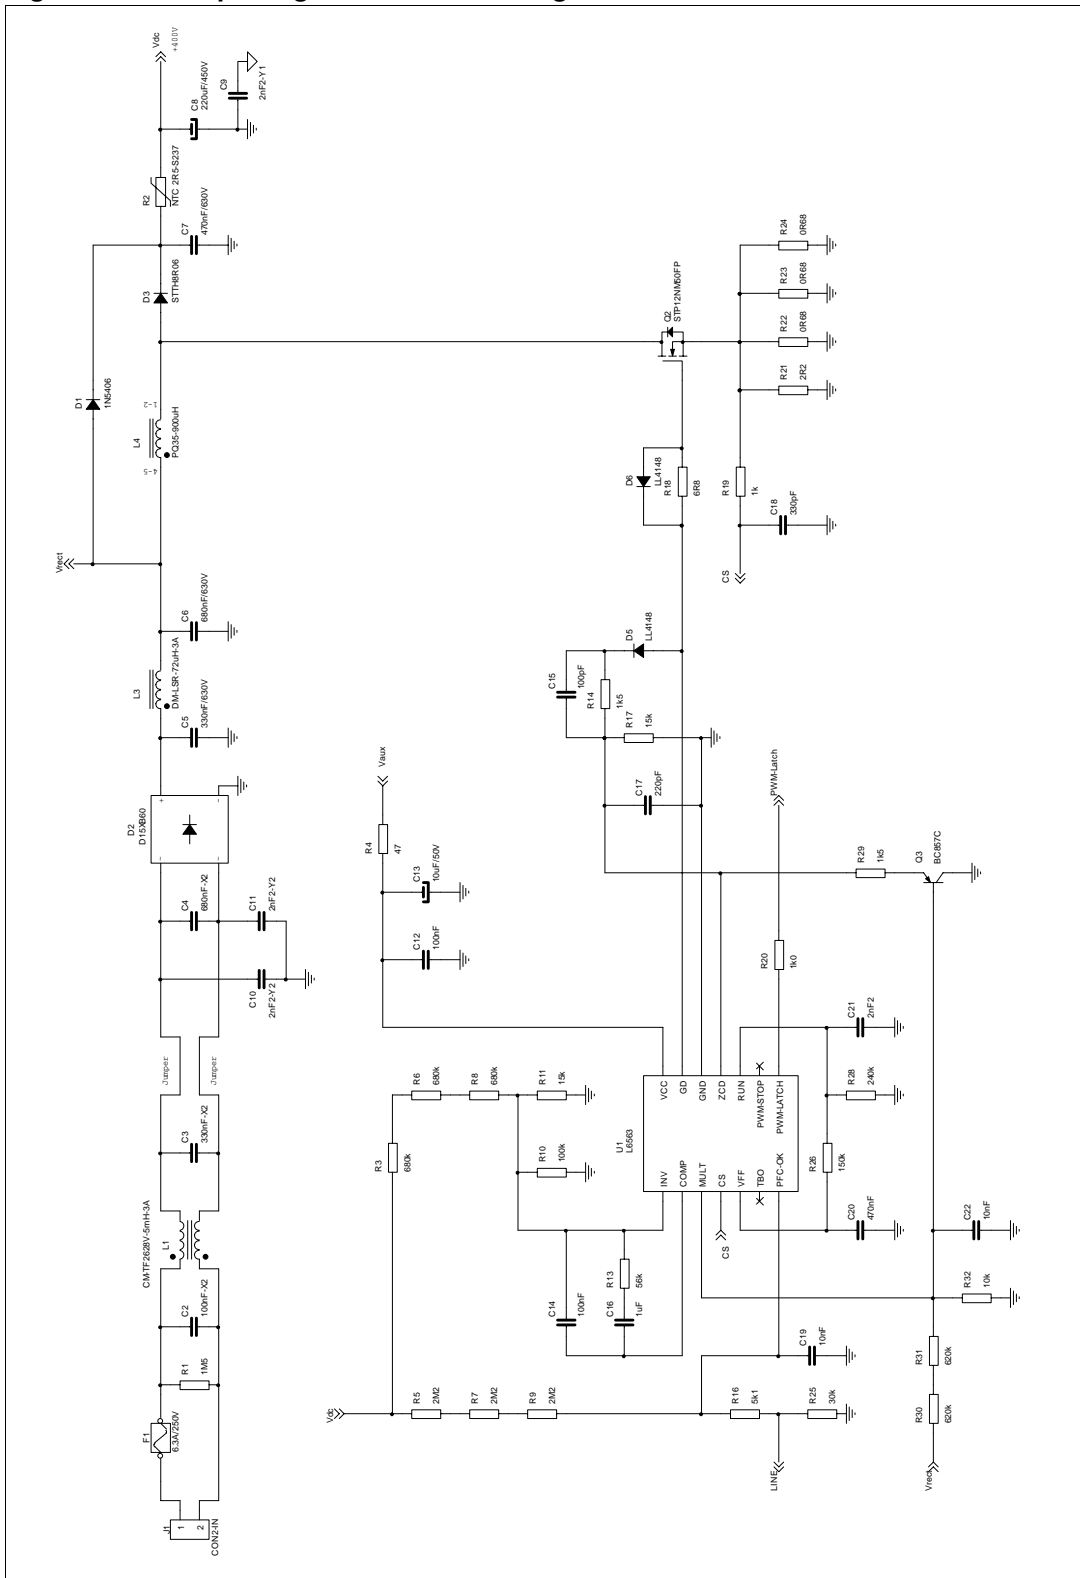 Vdc
+400V
C8
220uF/450V
C9
2nF2-Y1
R2
NTC 2R5-S237
C7
470nF/630V
D3
STTH8R06
D1
1N5406
1-2
L4
PQ35-900uH
4-5
Vrect
C6
680nF/630V
L3
DM-LSR-72uH-3A
C5
330nF/630V
D2
D15XB60
+
-
~
~
C4
680nF-X2
C11
2nF2-Y2
C10
2nF2-Y2
Jumper
Jumper
C3
330nF-X2
CM-TF2628V-5mH-3A
L1
C2
100nF-X2
R1
1M5
F1
6.3A/250V
J1
1
2
CON2-IN
R24
0R68
R23
0R68
R22
0R68
R21
2R2
Q2
STP12NM50FP
D6
LL4148
R18
6R8
R19
1k
C18
330pF
CS
D5
LL4148
C15
100pF
R14
1k5
R17
15k
C17
220pF
Vaux
R4
47
C13
10uF/50V
C12
100nF
PWM-Latch
R29
1k5
Q3
BC857C
R20
1k0
C21
2nF2
R28
240k
R26
150k
C20
470nF
R6
680k
R8
680k
R11
15k
R3
680k
R10
100k
U1
L6563
VCC
GD
GND
ZCD
RUN
PWM-STOP
PWM-LATCH
INV
COMP
MULT
CS
VFF
TBO
PFC-OK
CS
C22
10nF
R32
10k
R13
56k
C14
100nF
C16
1uF
C19
10nF
R31
620k
R30
620k
Vdc
R5
2M2
R7
2M2
R9
2M2
R16
5k1
R25
30k
LINE
Vrect